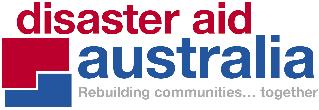 disaster aid
australia
Rebuilding communities... together